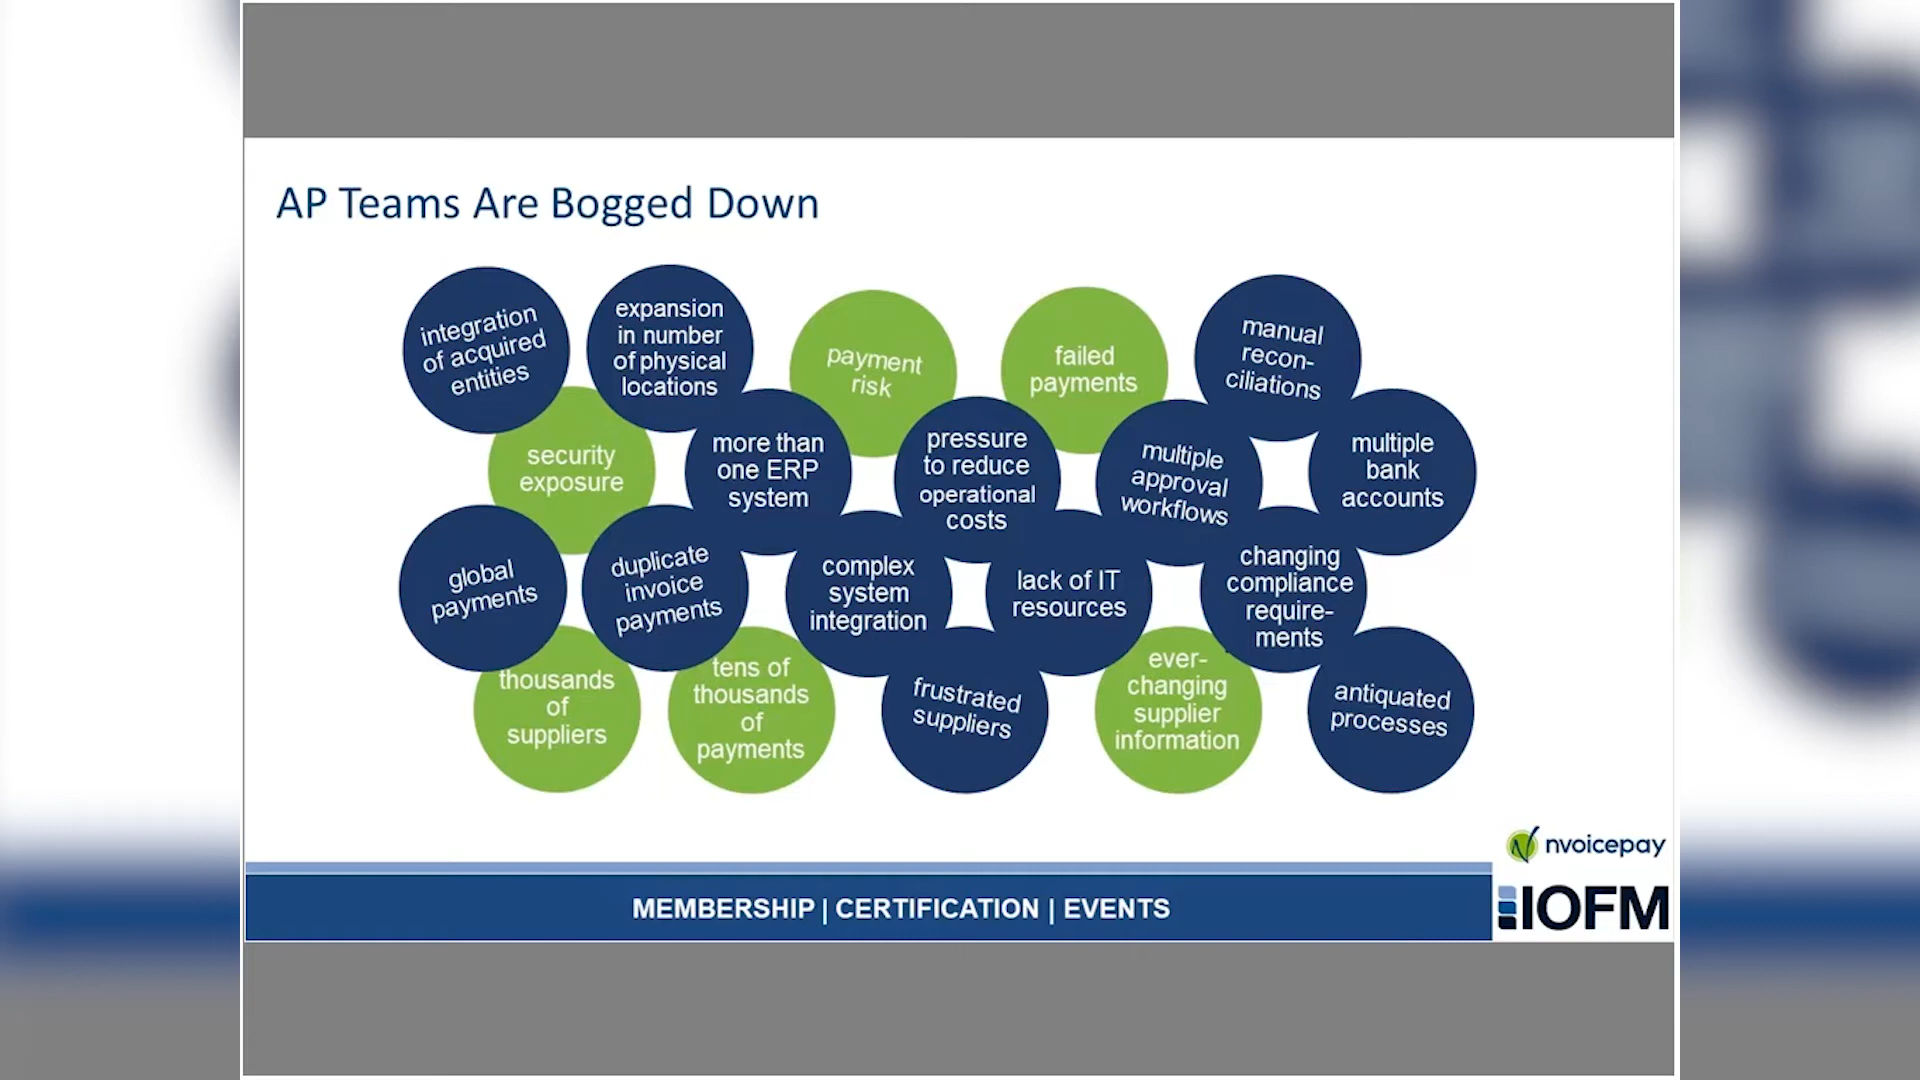 AP Teams Are Bogged Down
integration
of acquired
entities
expansion
in number
of physical
locations
payment
risk
failed
payments
manual
recon-
ciliations
security
exposure
more than
one ERP
system
pressure
to reduce
operational
costs
multiple
approval
workflows
multiple
bank
accounts
global
payments
duplicate
invoice
payments
complex
system
integration
lack of IT
resources
changing
compliance
require-
ments
thousands
of
suppliers
tens of
thousands
of
payments
frustrated
suppliers
ever-
changing
supplier
information
antiquated
processes
nvoicepay
MEMBERSHIP | CERTIFICATION | EVENTS
IOFM